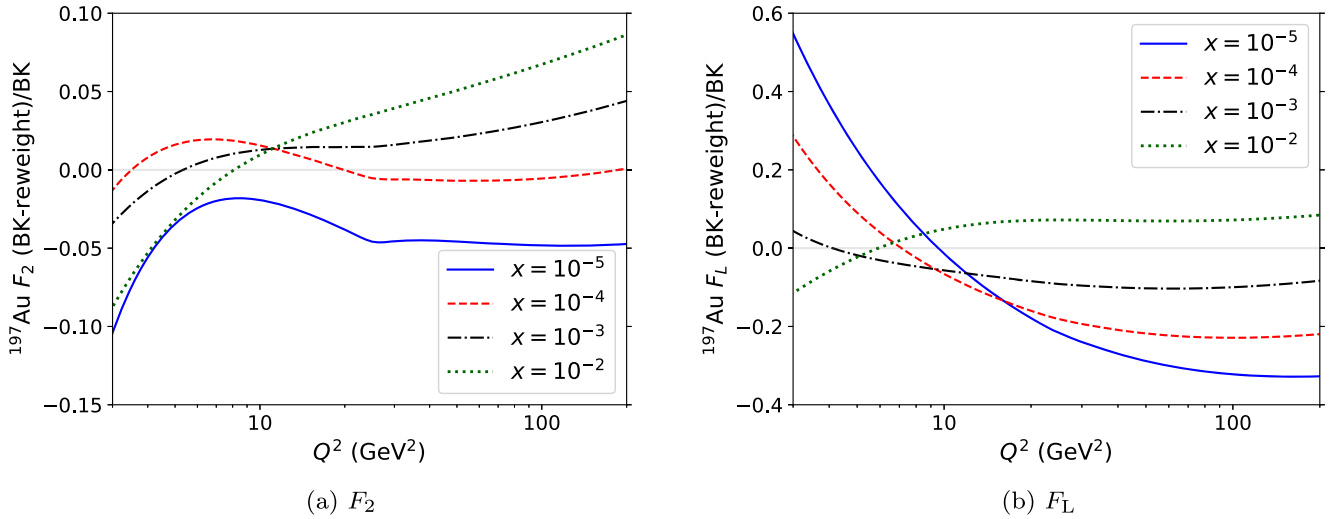 0.10
0.05
0.00
−0.05
−0.10
−0.15
¹⁹⁷Au F₂ (BK-reweight)/BK
x = 10⁻⁵
x = 10⁻⁴
x = 10⁻³
x = 10⁻²
10
100
Q² (GeV²)
(a) F₂
0.6
0.4
0.2
0.0
−0.2
−0.4
¹⁹⁷Au F_L (BK-reweight)/BK
x = 10⁻⁵
x = 10⁻⁴
x = 10⁻³
x = 10⁻²
10
100
Q² (GeV²)
(b) F_L